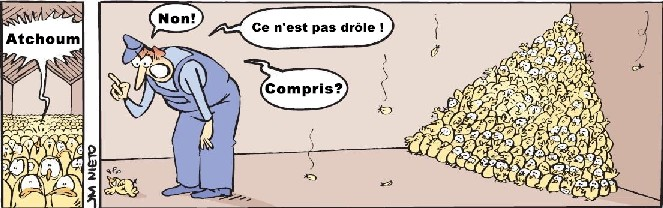 Atchoum
Non!
Ce n'est pas drôle !
Compris?
JM NIETO